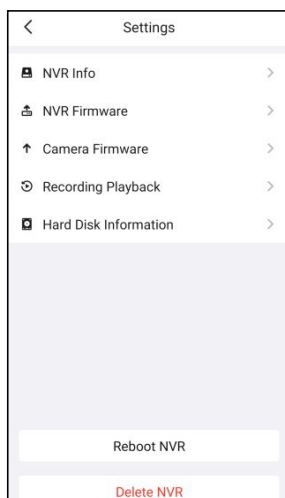 Settings
NVR Info
NVR Firmware
Camera Firmware
Recording Playback
Hard Disk Information
Reboot NVR
Delete NVR